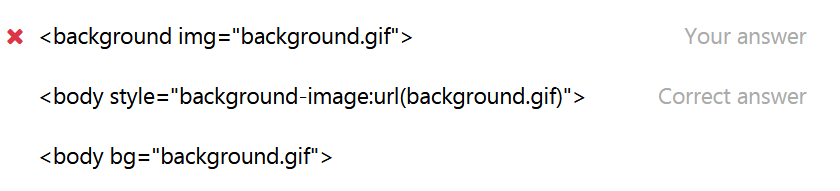 <background img="background.gif"> Your answer
<body style="background-image:url(background.gif)"> Correct answer
<body bg="background.gif">